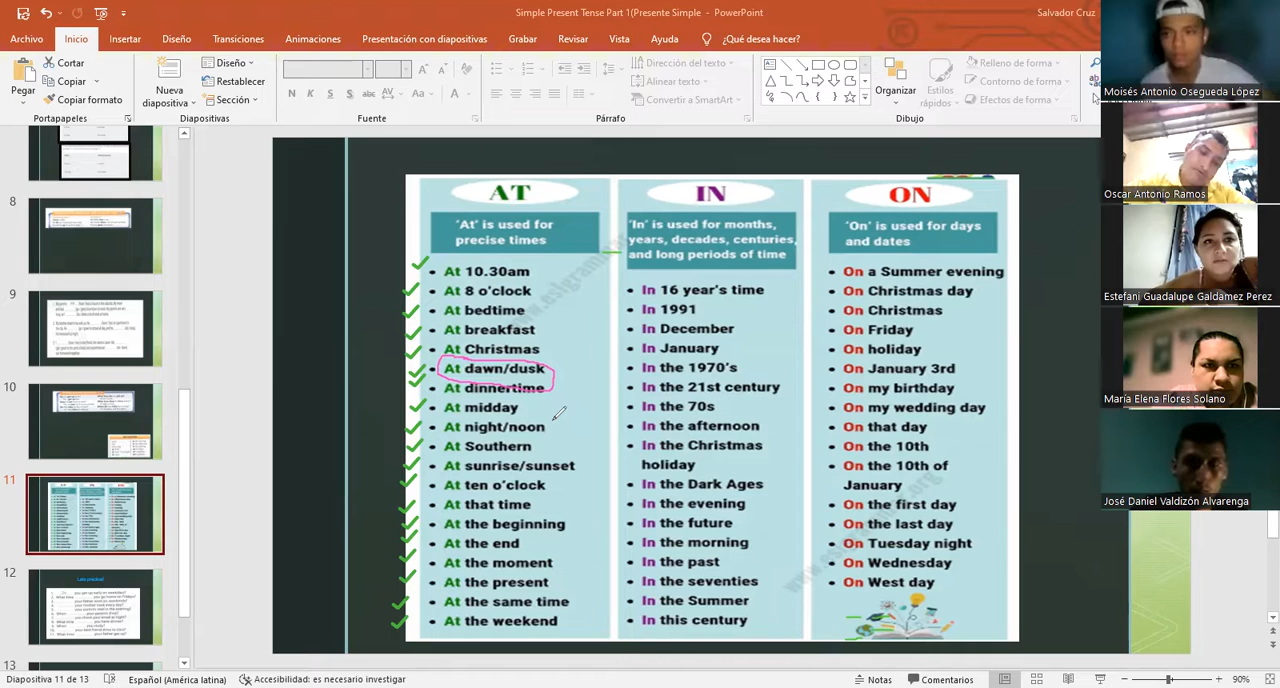 Simple Present Tense Part 1(Presente Simple - PowerPoint
Salvador Cruz
Archivo Inicio Insertar Diseño Transiciones Animaciones Presentación con diapositivas Grabar Revisar Vista Ayuda ¿Qué desea hacer?
Pegar
Cortar
Copiar
Copiar formato
Portapapeles
Nueva
diapositiva
Diseño
Restablecer
Sección
Diapositivas
N K S S abc AV Aa A
Fuente
Dirección del texto
Alinear texto
Convertir a SmartArt
Párrafo
Organizar
Estilos
rápidos
Relleno de forma
Contorno de forma
Efectos de forma
Dibujo
8
9
10
11
12
Let's practice!
13
AT
'At' is used for
precise times
At 10.30am
At 8 o'clock
At bedtime
At breakfast
At Christmas
At dawn/dusk
At dinnertime
At midday
At night/noon
At Southern
At sunrise/sunset
At ten o'clock
At that time
At the beginning
At the end
At the moment
At the present
At the same time
At the weekend
IN
'In' is used for months,
years, decades, centuries,
and long periods of time
In 16 year's time
In 1991
In December
In January
In the 1970's
In the 21st century
In the 70s
In the afternoon
In the Christmas
holiday
In the Dark Ages
In the evening
In the future
In the morning
In the past
In the seventies
In the Summer
In this century
ON
'On' is used for days
and dates
On a Summer evening
On Christmas day
On Christmas
On Friday
On holiday
On January 3rd
On my birthday
On my wedding day
On that day
On the 10th
On the 10th of
January
On the first day
On the last day
On Tuesday night
On Wednesday
On West day
Moisés Antonio Osegueda López
Oscar Antonio Ramos
Estefani Guadalupe Galdámez Perez
María Elena Flores Solano
José Daniel Valdizón Alvarenga
Diapositiva 11 de 13 Español (América latina) Accesibilidad: es necesario investigar
Notas Comentarios 90%